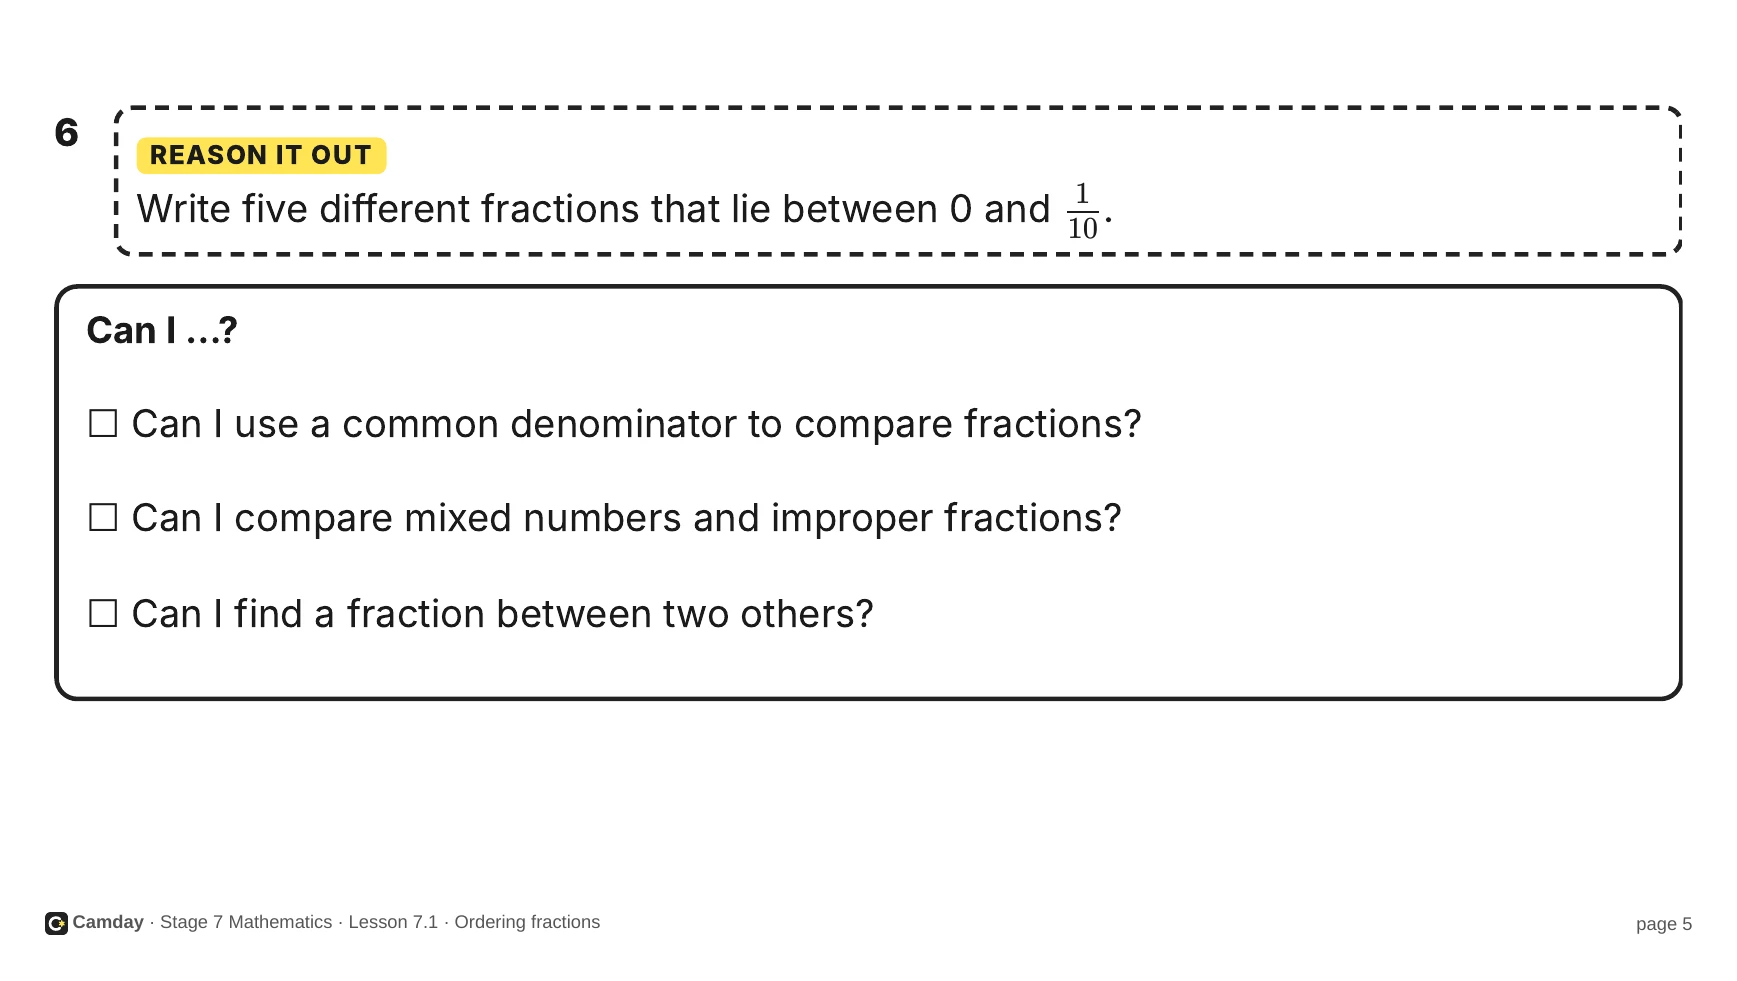 6
REASON IT OUT
Write five different fractions that lie between 0 and 1/10.
Can I ...?
☐ Can I use a common denominator to compare fractions?
☐ Can I compare mixed numbers and improper fractions?
☐ Can I find a fraction between two others?
Camday · Stage 7 Mathematics · Lesson 7.1 · Ordering fractions
page 5